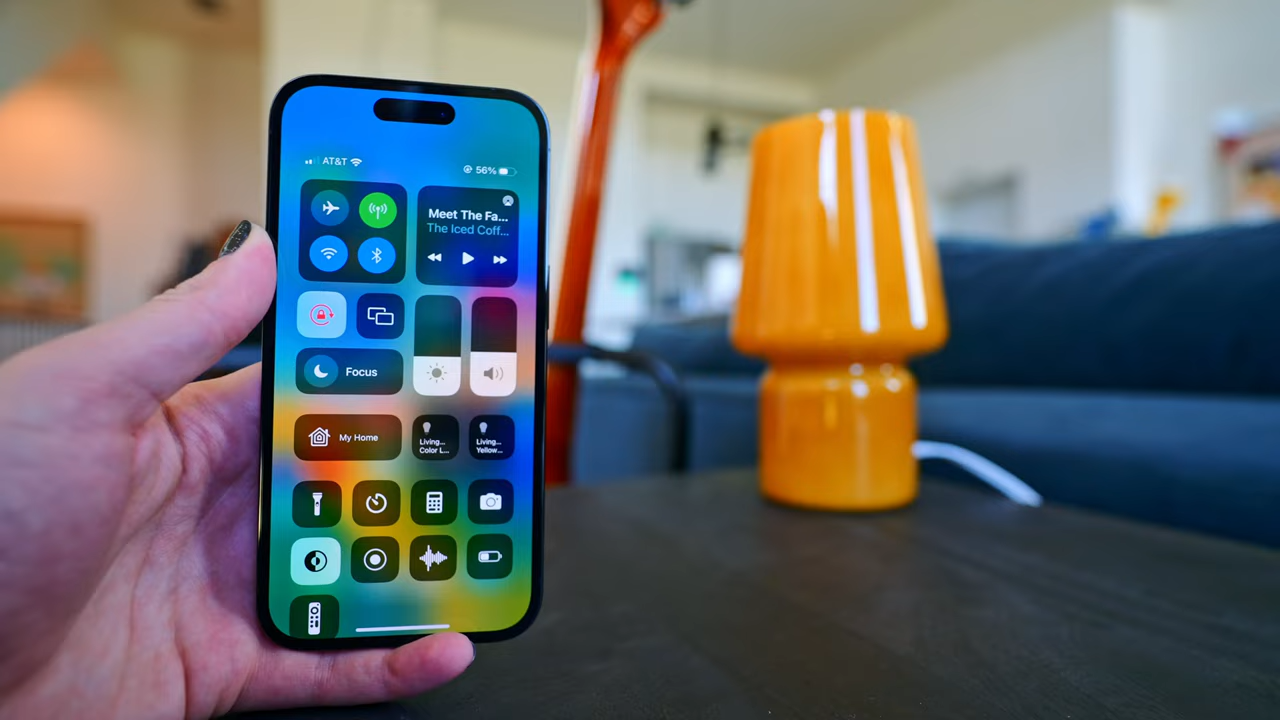 AT&T
56%
Meet The Fa...
The Iced Coff...
Focus
My Home
Living...
Color L...
Living...
Yellow...